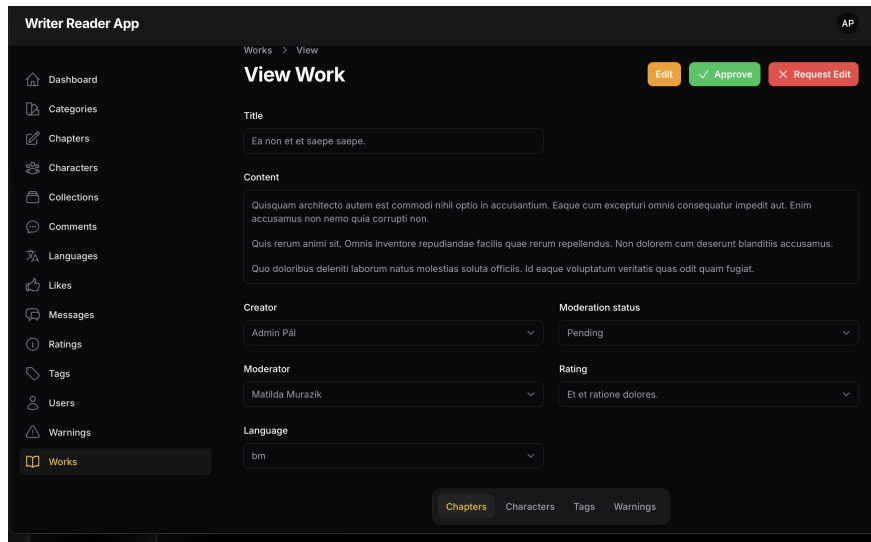 Writer Reader App
AP
Dashboard
Categories
Chapters
Characters
Collections
Comments
Languages
Likes
Messages
Ratings
Tags
Users
Warnings
Works
Works > View
View Work
Edit
Approve
Request Edit
Title
Ea non et et saepe saepe.
Content
Quisquam architecto autem est commodi nihil optio in accusantium. Eaque cum excepturi omnis consequatur impedit aut. Enim
accusamus non nemo quia corrupti non.
Quis rerum animi sit. Omnis inventore repudiandae facilis quae rerum repellendus. Non dolorem cum deserunt blanditiis accusamus.
Quo doloribus deleniti laborum natus molestias soluta officiis. Id eaque voluptatum veritatis quas odit quam fugiat.
Creator
Admin Pál
Moderation status
Pending
Moderator
Matilda Murazik
Rating
Et et ratione dolores.
Language
bm
Chapters
Characters
Tags
Warnings